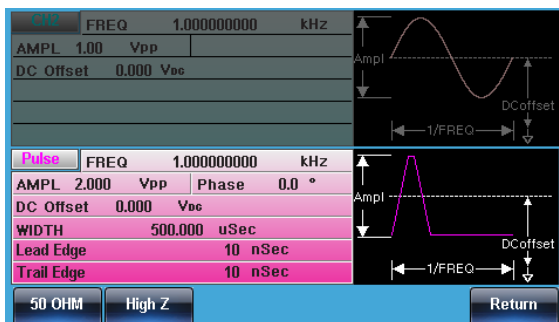 CH2 FREQ 1.000000000 kHz
AMPL 1.00 Vpp
DC Offset 0.000 VDC
Ampl
DCoffset
1/FREQ
Pulse FREQ 1.000000000 kHz
AMPL 2.000 Vpp Phase 0.0 °
DC Offset 0.000 VDC
WIDTH 500.000 uSec
Lead Edge 10 nSec
Trail Edge 10 nSec
Ampl
DCoffset
1/FREQ
50 OHM High Z Return